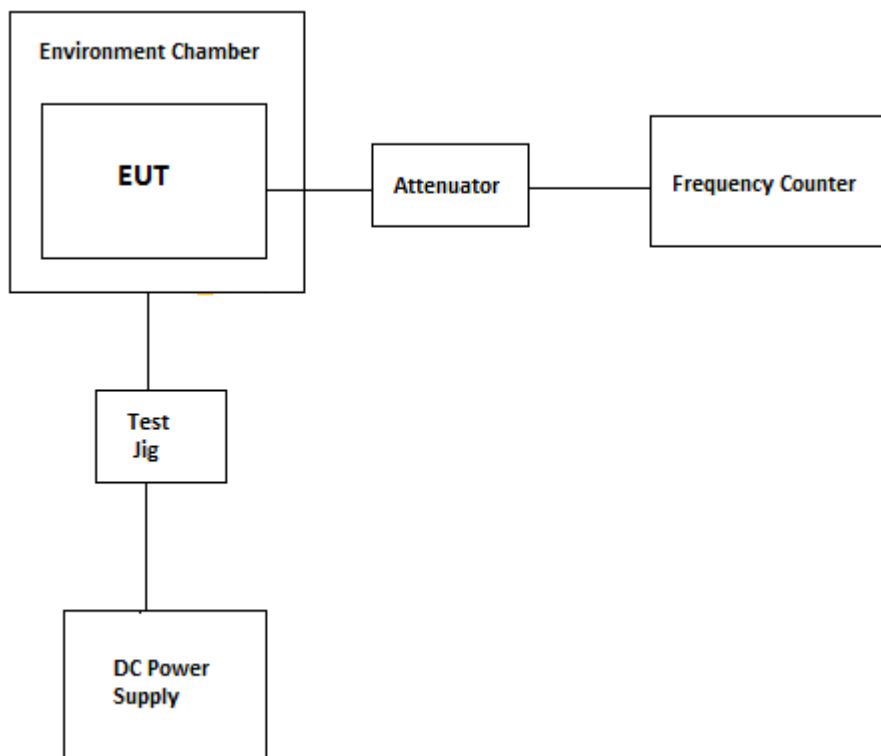 Environment Chamber
EUT
Attenuator
Frequency Counter
Test
Jig
DC Power
Supply